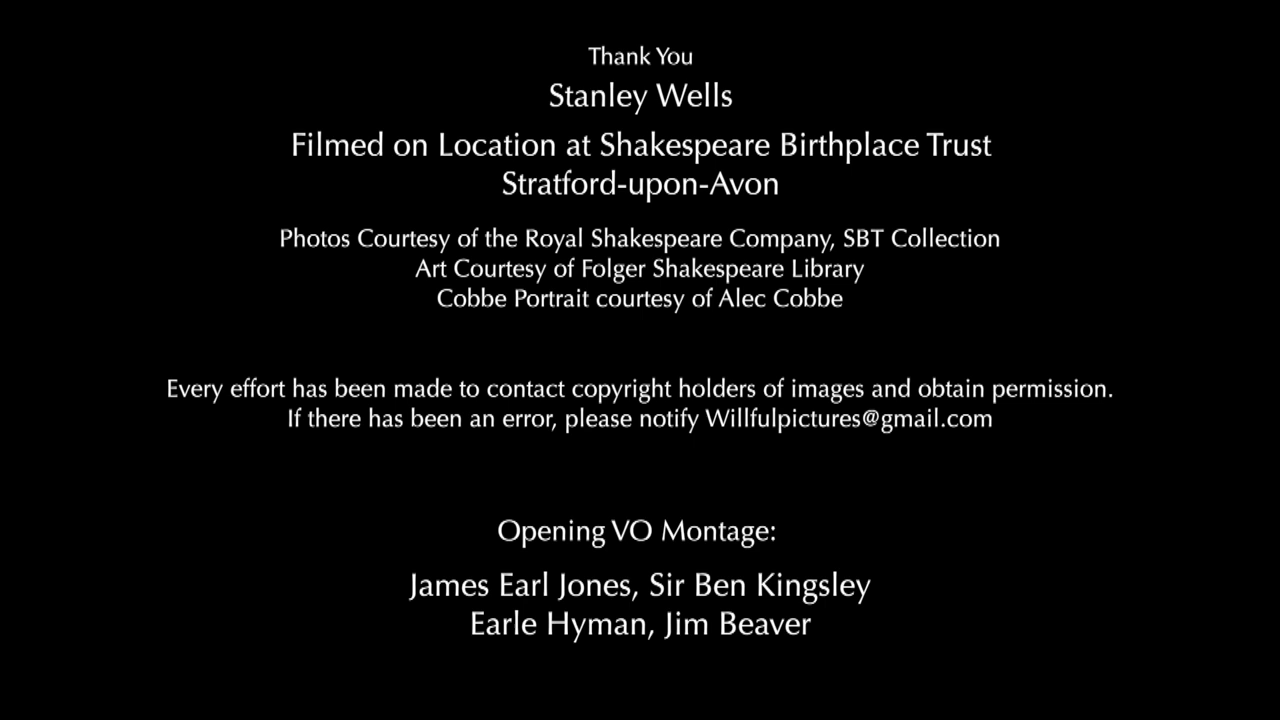 Thank You
Stanley Wells
Filmed on Location at Shakespeare Birthplace Trust
Stratford-upon-Avon
Photos Courtesy of the Royal Shakespeare Company, SBT Collection
Art Courtesy of Folger Shakespeare Library
Cobbe Portrait courtesy of Alec Cobbe
Every effort has been made to contact copyright holders of images and obtain permission.
If there has been an error, please notify Willfulpictures@gmail.com
Opening VO Montage:
James Earl Jones, Sir Ben Kingsley
Earle Hyman, Jim Beaver